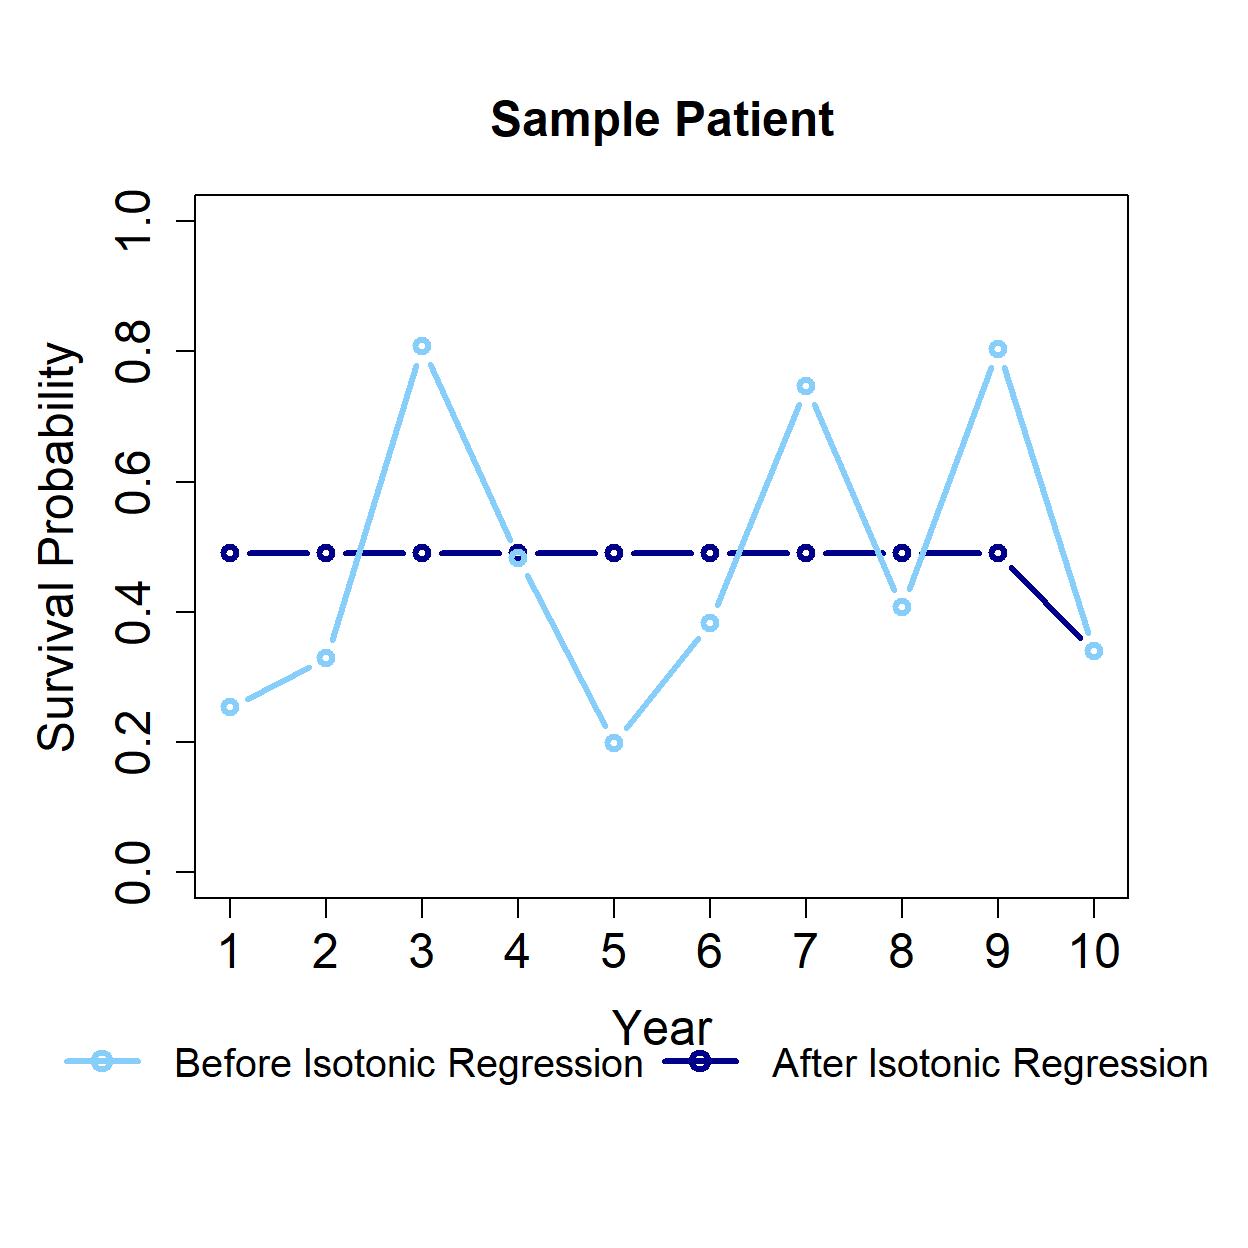 Sample Patient
Survival Probability
1.0
0.8
0.6
0.4
0.2
0.0
1 2 3 4 5 6 7 8 9 10
Year
Before Isotonic Regression After Isotonic Regression